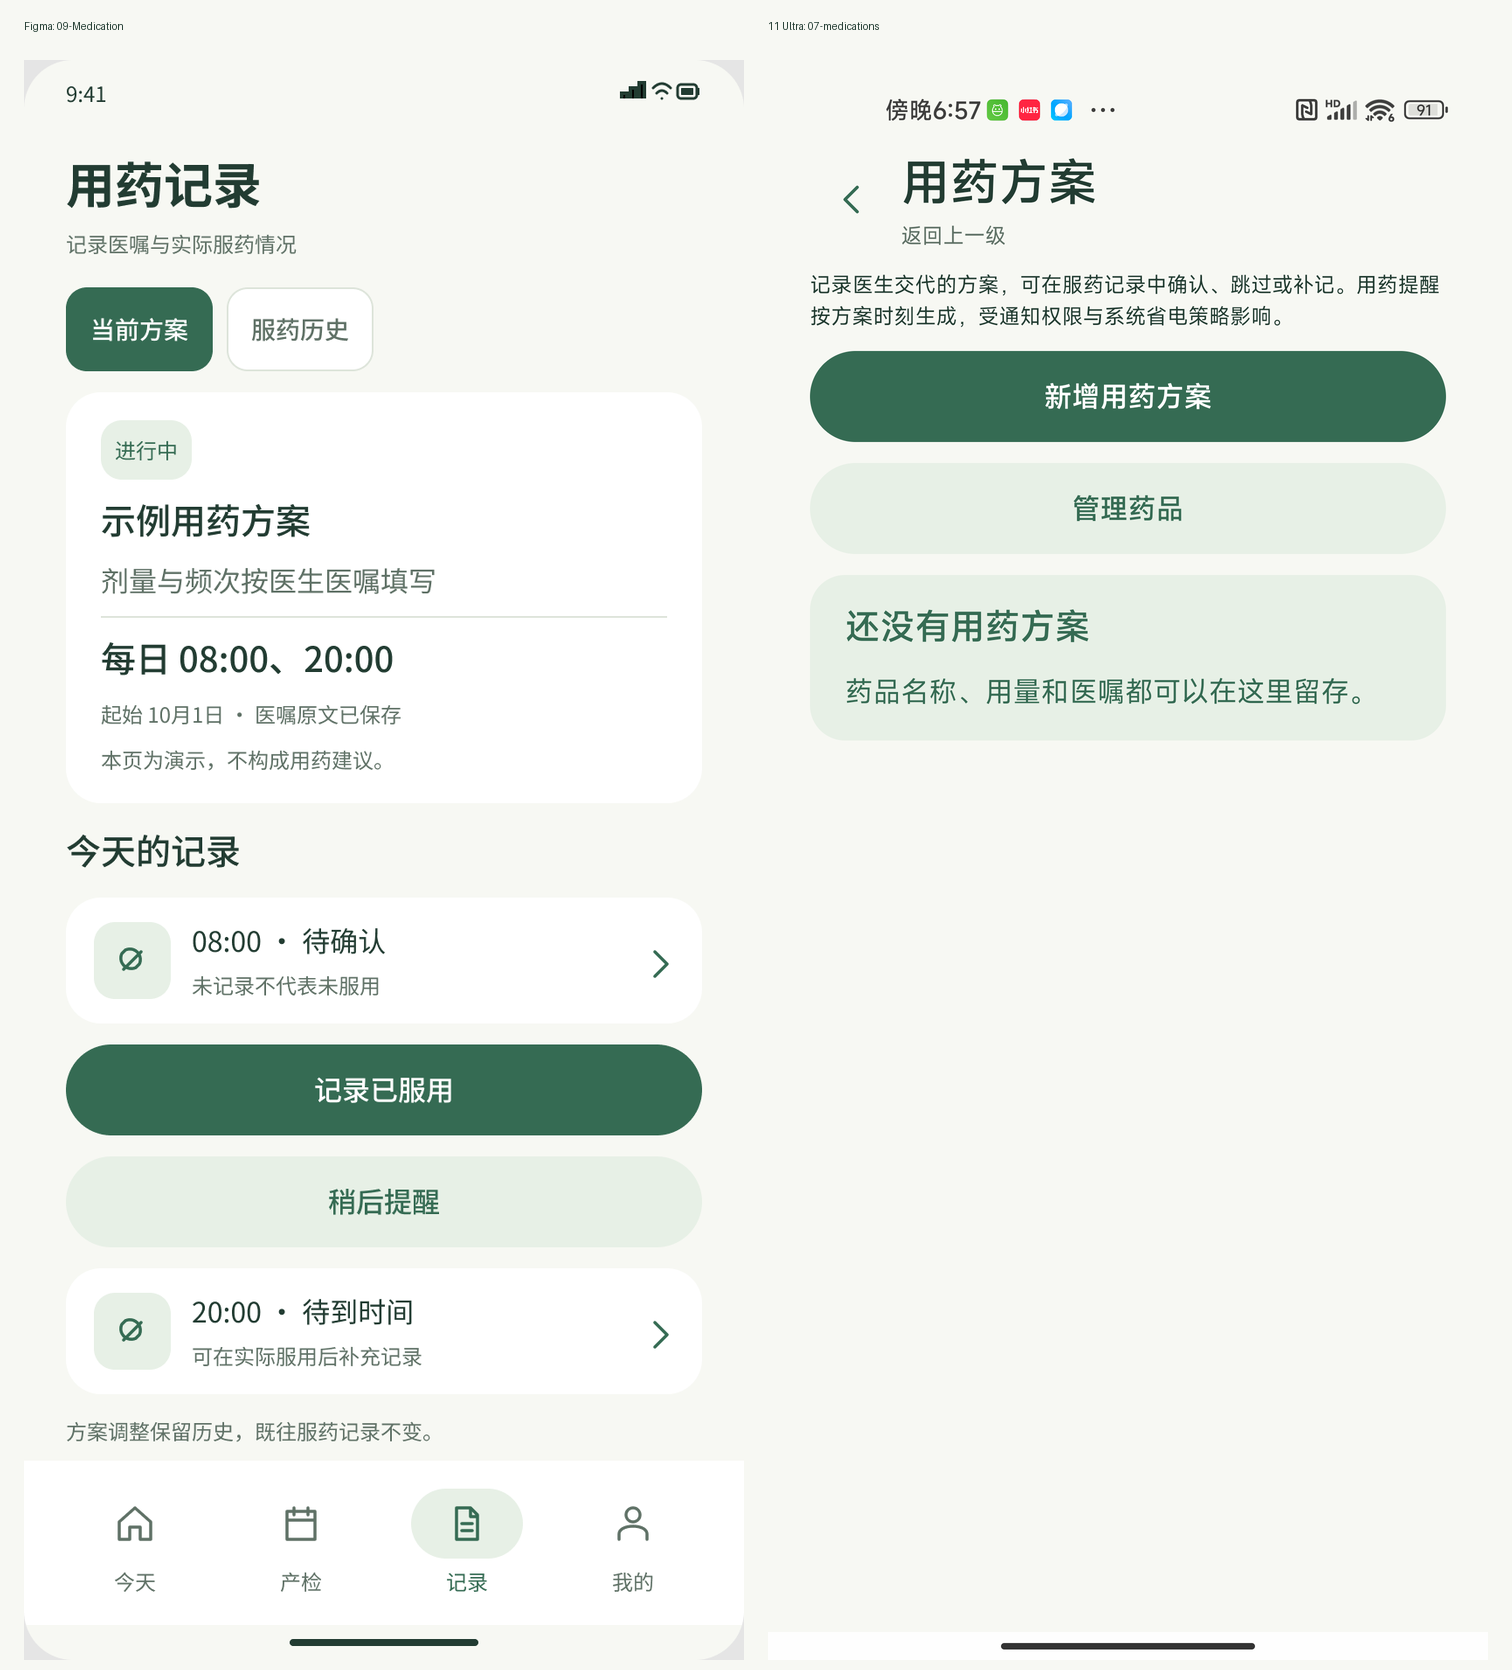 Figma: 09-Medication
9:41
用药记录
记录医嘱与实际服药情况
当前方案
服药历史
进行中
示例用药方案
剂量与频次按医生医嘱填写
每日 08:00、20:00
起始 10月1日 · 医嘱原文已保存
本页为演示，不构成用药建议。
今天的记录
08:00 · 待确认
未记录不代表未服用
记录已服用
稍后提醒
20:00 · 待到时间
可在实际服用后补充记录
方案调整保留历史，既往服药记录不变。
今天
产检
记录
我的
11 Ultra: 07-medications
傍晚6:57
小红书
HD
6
91
用药方案
返回上一级
记录医生交代的方案，可在服药记录中确认、跳过或补记。用药提醒
按方案时刻生成，受通知权限与系统省电策略影响。
新增用药方案
管理药品
还没有用药方案
药品名称、用量和医嘱都可以在这里留存。